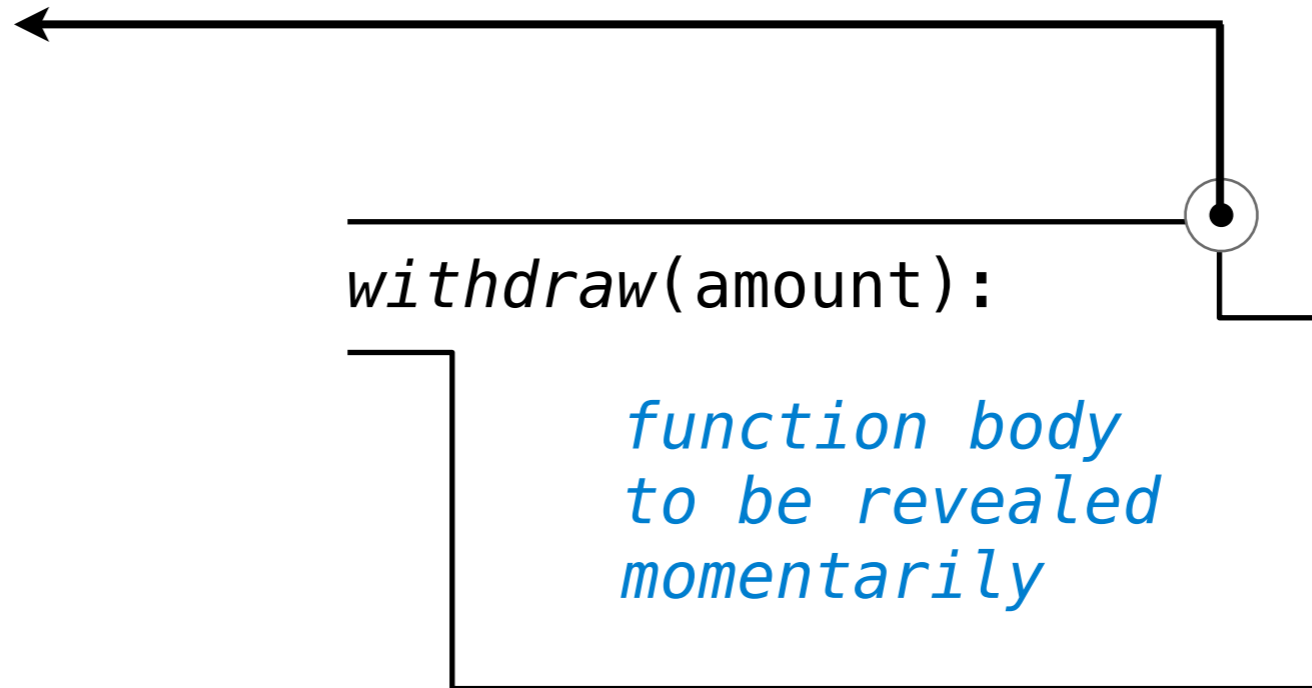 withdraw(amount):
function body
to be revealed
momentarily